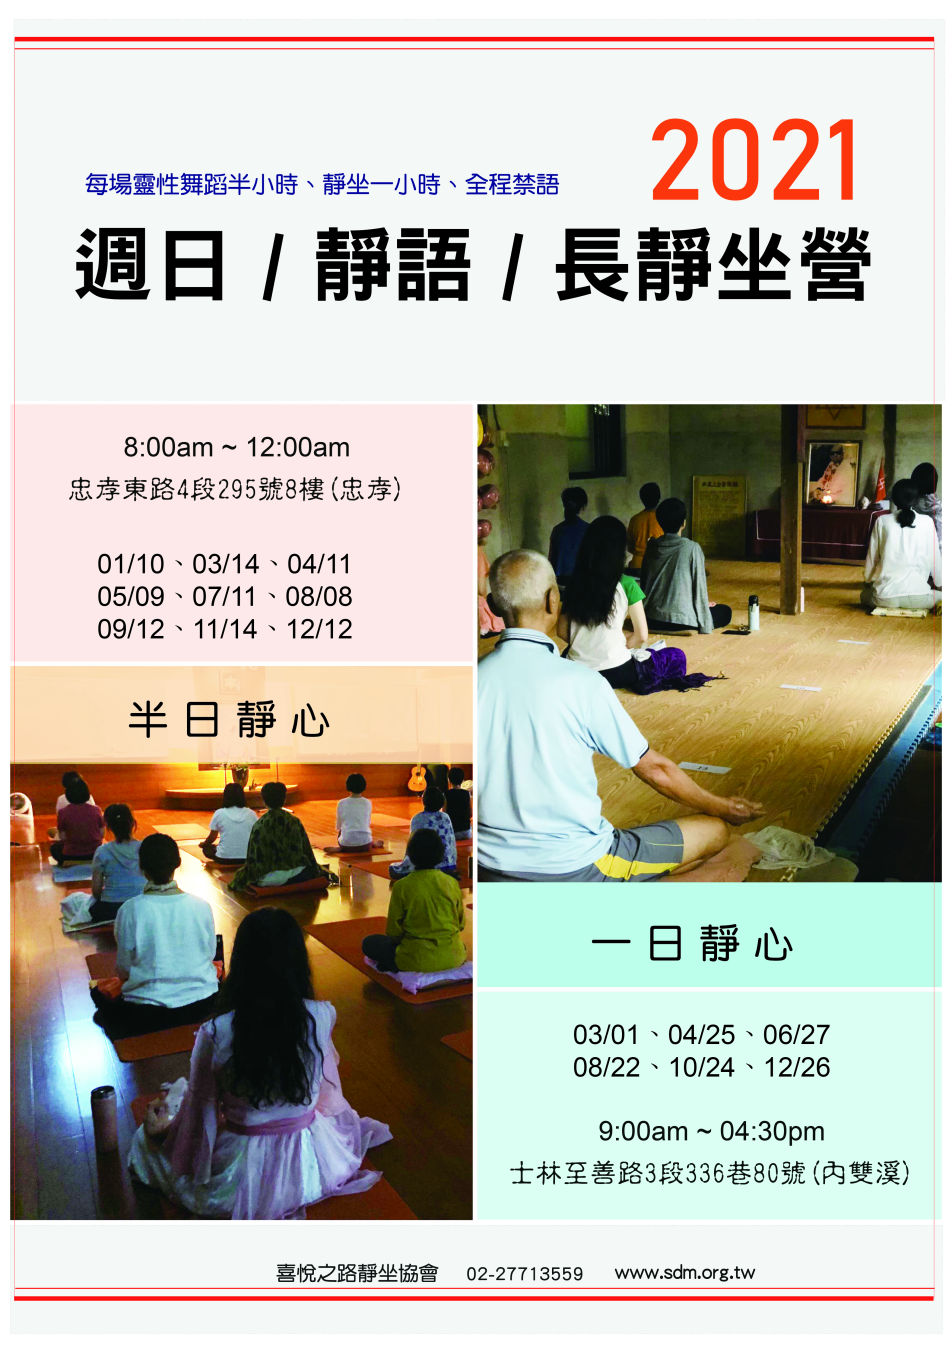 2021
每場靈性舞蹈半小時、靜坐一小時、全程禁語
週日 / 靜語 / 長靜坐營
8:00am ~ 12:00am
忠孝東路4段295號8樓(忠孝)
01/10、03/14、04/11
05/09、07/11、08/08
09/12、11/14、12/12
半日靜心
一日靜心
03/01、04/25、06/27
08/22、10/24、12/26
9:00am ~ 04:30pm
士林至善路3段336巷80號(內雙溪)
喜悅之路靜坐協會 02-27713559 www.sdm.org.tw